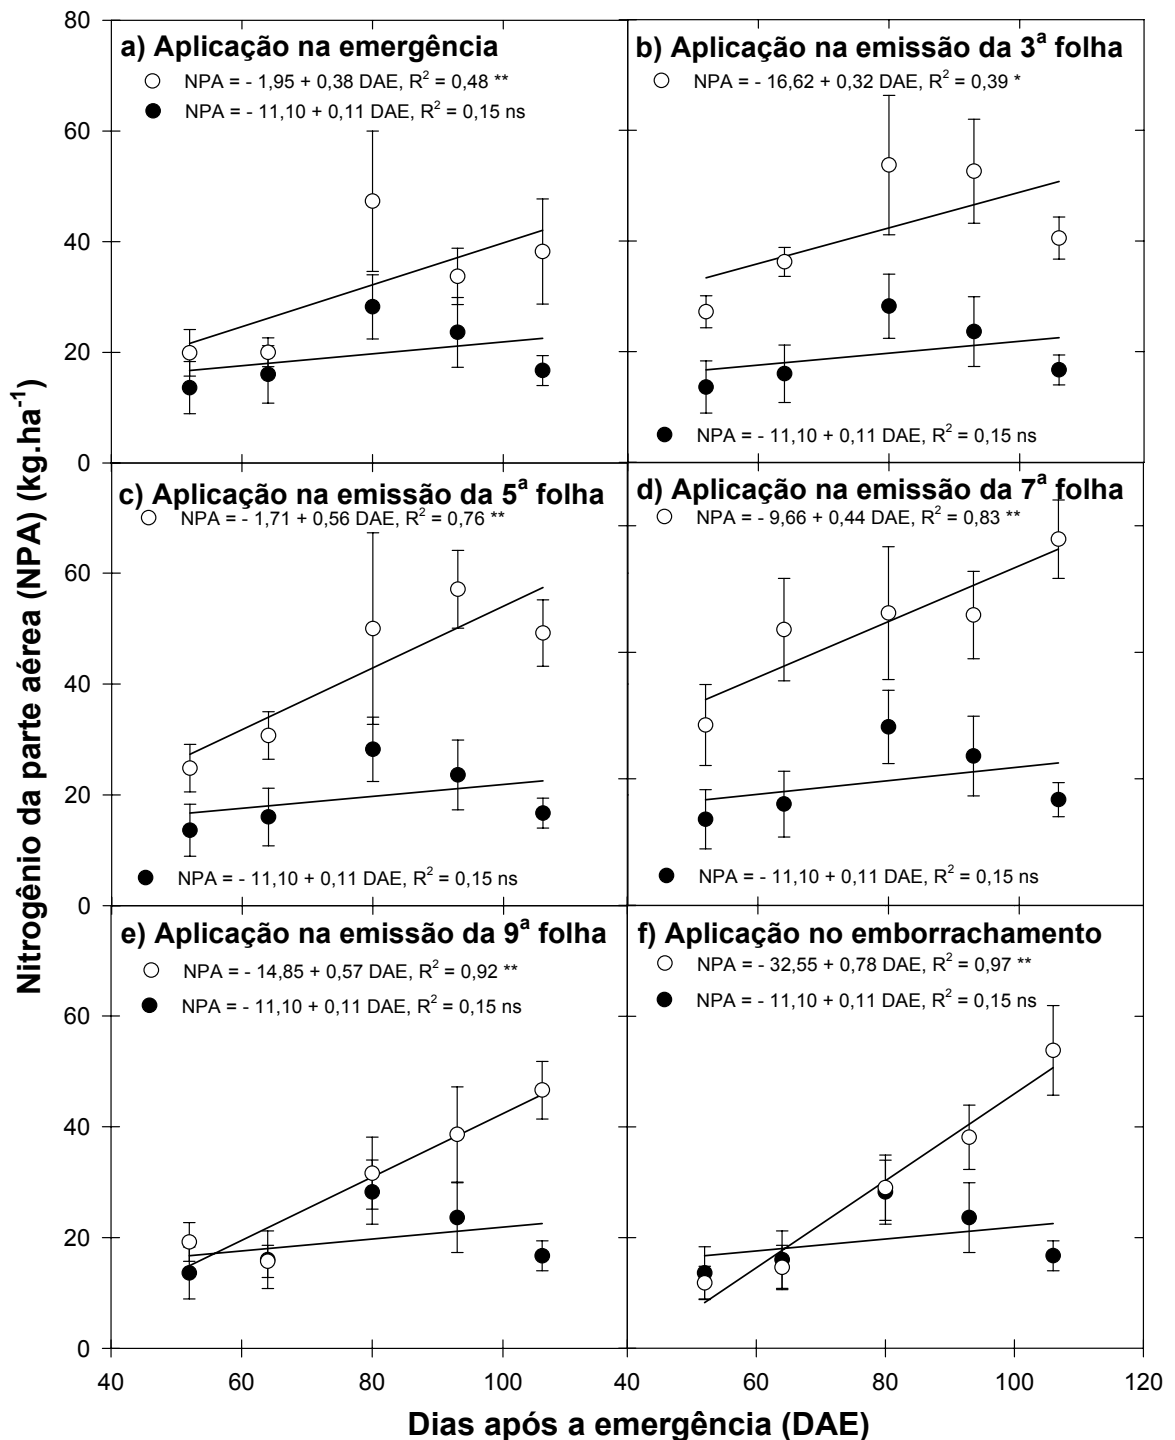 Nitrogênio da parte aérea (NPA) (kg.ha⁻¹)
80
60
40
20
0
a) Aplicação na emergência
NPA = - 1,95 + 0,38 DAE, R² = 0,48 **
NPA = - 11,10 + 0,11 DAE, R² = 0,15 ns
b) Aplicação na emissão da 3ª folha
NPA = - 16,62 + 0,32 DAE, R² = 0,39 *
NPA = - 11,10 + 0,11 DAE, R² = 0,15 ns
60
40
20
0
c) Aplicação na emissão da 5ª folha
NPA = - 1,71 + 0,56 DAE, R² = 0,76 **
NPA = - 11,10 + 0,11 DAE, R² = 0,15 ns
d) Aplicação na emissão da 7ª folha
NPA = - 9,66 + 0,44 DAE, R² = 0,83 **
NPA = - 11,10 + 0,11 DAE, R² = 0,15 ns
60
40
20
0
e) Aplicação na emissão da 9ª folha
NPA = - 14,85 + 0,57 DAE, R² = 0,92 **
NPA = - 11,10 + 0,11 DAE, R² = 0,15 ns
f) Aplicação no emborrachamento
NPA = - 32,55 + 0,78 DAE, R² = 0,97 **
NPA = - 11,10 + 0,11 DAE, R² = 0,15 ns
40 60 80 100 40 60 80 100 120
Dias após a emergência (DAE)